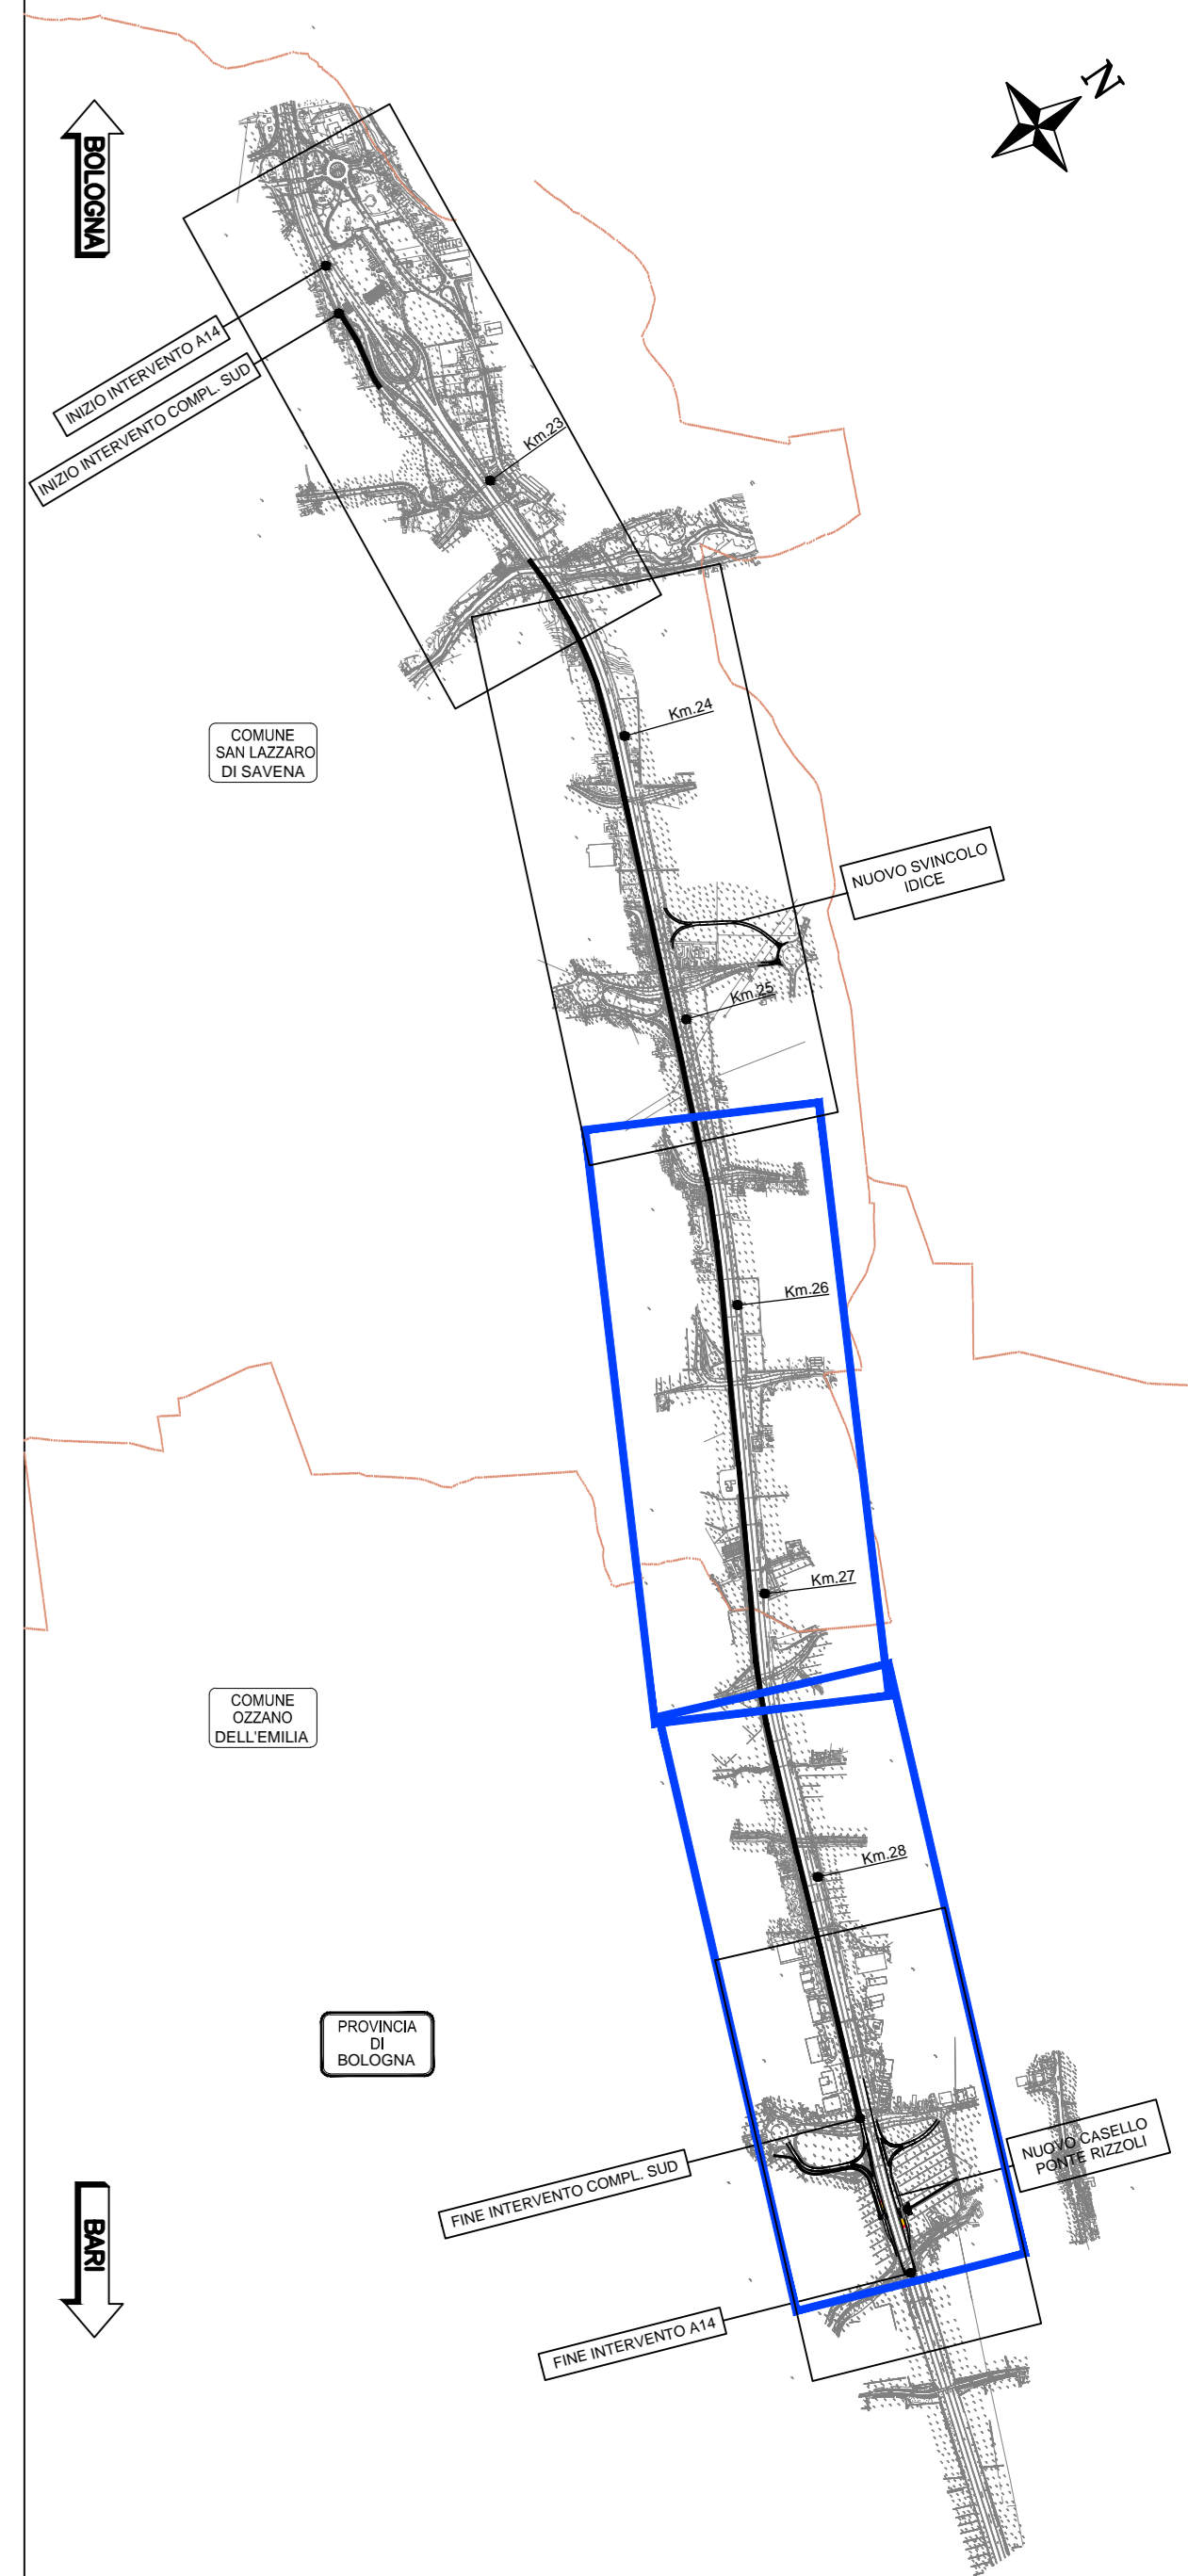 N
BOLOGNA
INIZIO INTERVENTO A14
INIZIO INTERVENTO COMPL. SUD
Km.23
Km.24
COMUNE
SAN LAZZARO
DI SAVENA
NUOVO SVINCOLO
IDICE
Km.25
Km.26
Km.27
COMUNE
OZZANO
DELL'EMILIA
Km.28
PROVINCIA
DI
BOLOGNA
NUOVO CASELLO
PONTE RIZZOLI
FINE INTERVENTO COMPL. SUD
BARI
FINE INTERVENTO A14